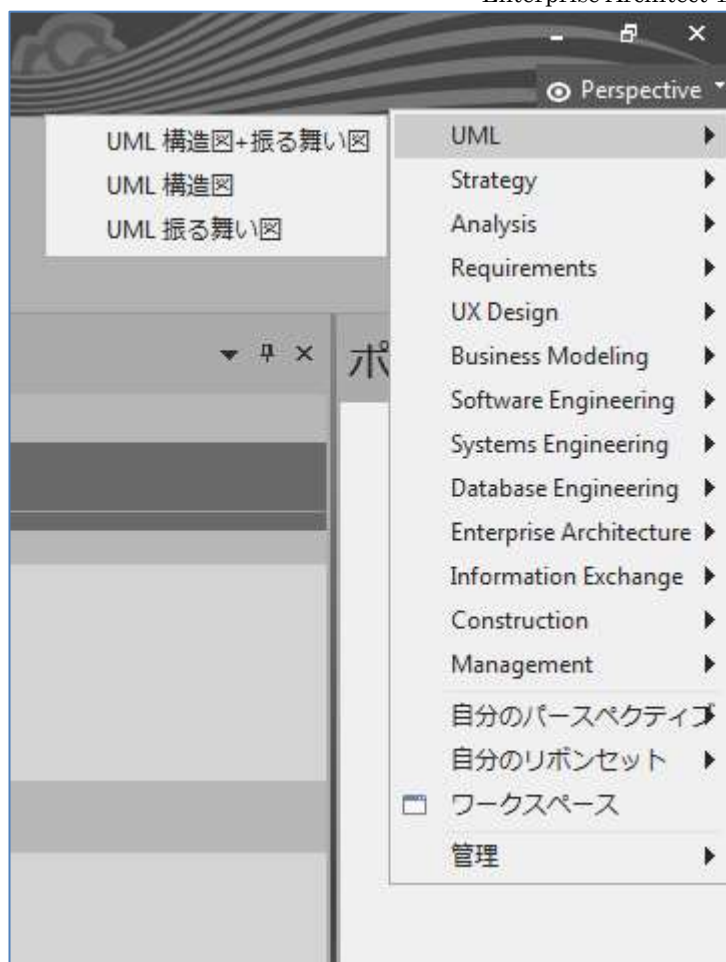 Enterprise Architect
Perspective
UML 構造図+振る舞い図
UML 構造図
UML 振る舞い図
UML
Strategy
Analysis
Requirements
UX Design
Business Modeling
Software Engineering
Systems Engineering
Database Engineering
Enterprise Architecture
Information Exchange
Construction
Management
自分のパースペクティブ
自分のリボンセット
ワークスペース
管理
ポ